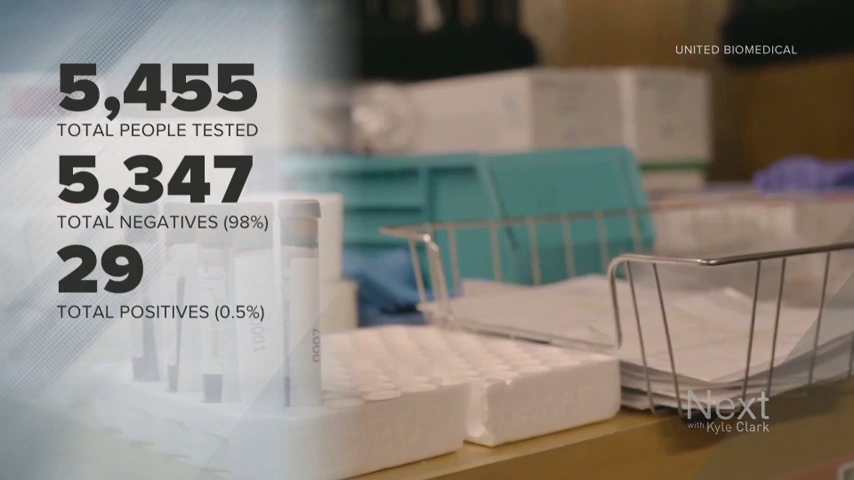 UNITED BIOMEDICAL
5,455
TOTAL PEOPLE TESTED
5,347
TOTAL NEGATIVES (98%)
29
TOTAL POSITIVES (0.5%)
0007
Next
with Kyle Clark